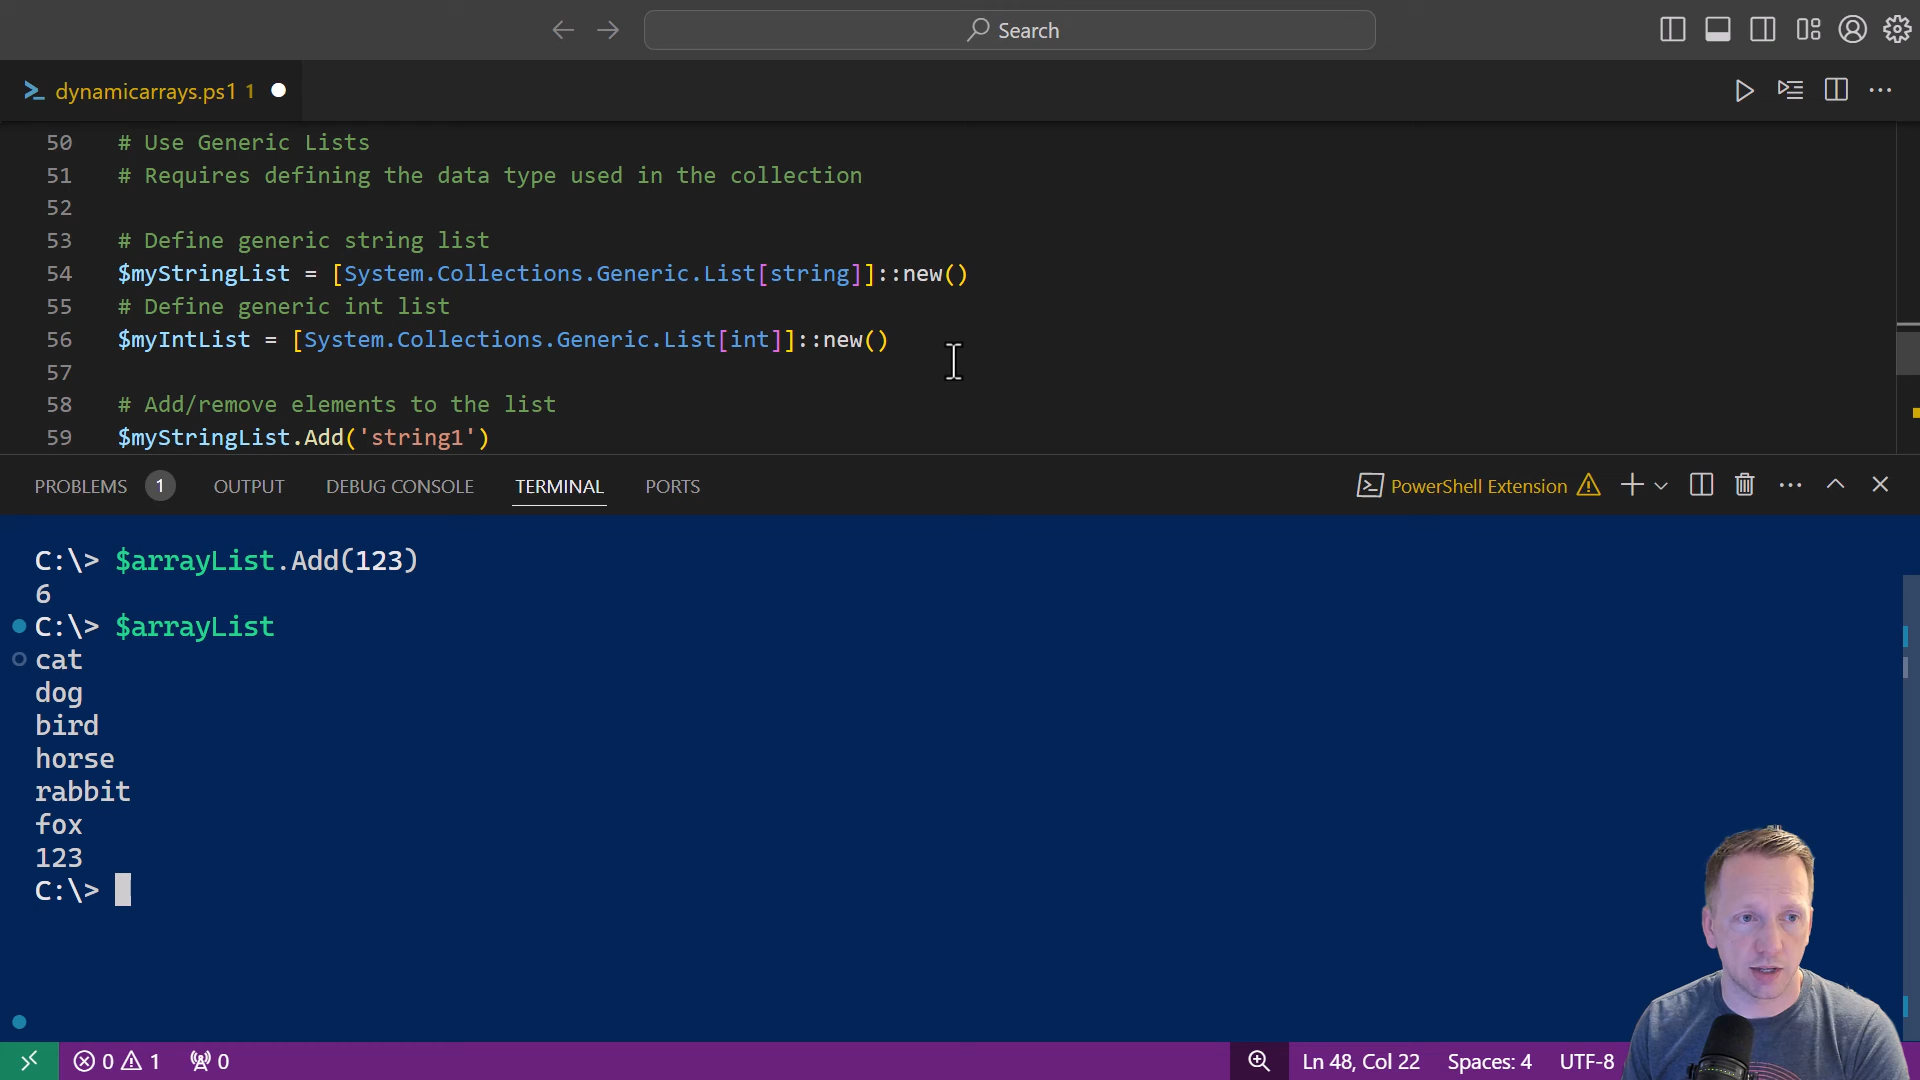 Search
dynamicarrays.ps1 1
50 # Use Generic Lists
51 # Requires defining the data type used in the collection
52
53 # Define generic string list
54 $myStringList = [System.Collections.Generic.List[string]]::new()
55 # Define generic int list
56 $myIntList = [System.Collections.Generic.List[int]]::new()
57
58 # Add/remove elements to the list
59 $myStringList.Add('string1')
PROBLEMS 1 OUTPUT DEBUG CONSOLE TERMINAL PORTS PowerShell Extension
C:\> $arrayList.Add(123)
6
C:\> $arrayList
cat
dog
bird
horse
rabbit
fox
123
C:\>
0 1 0 Ln 48, Col 22 Spaces: 4 UTF-8